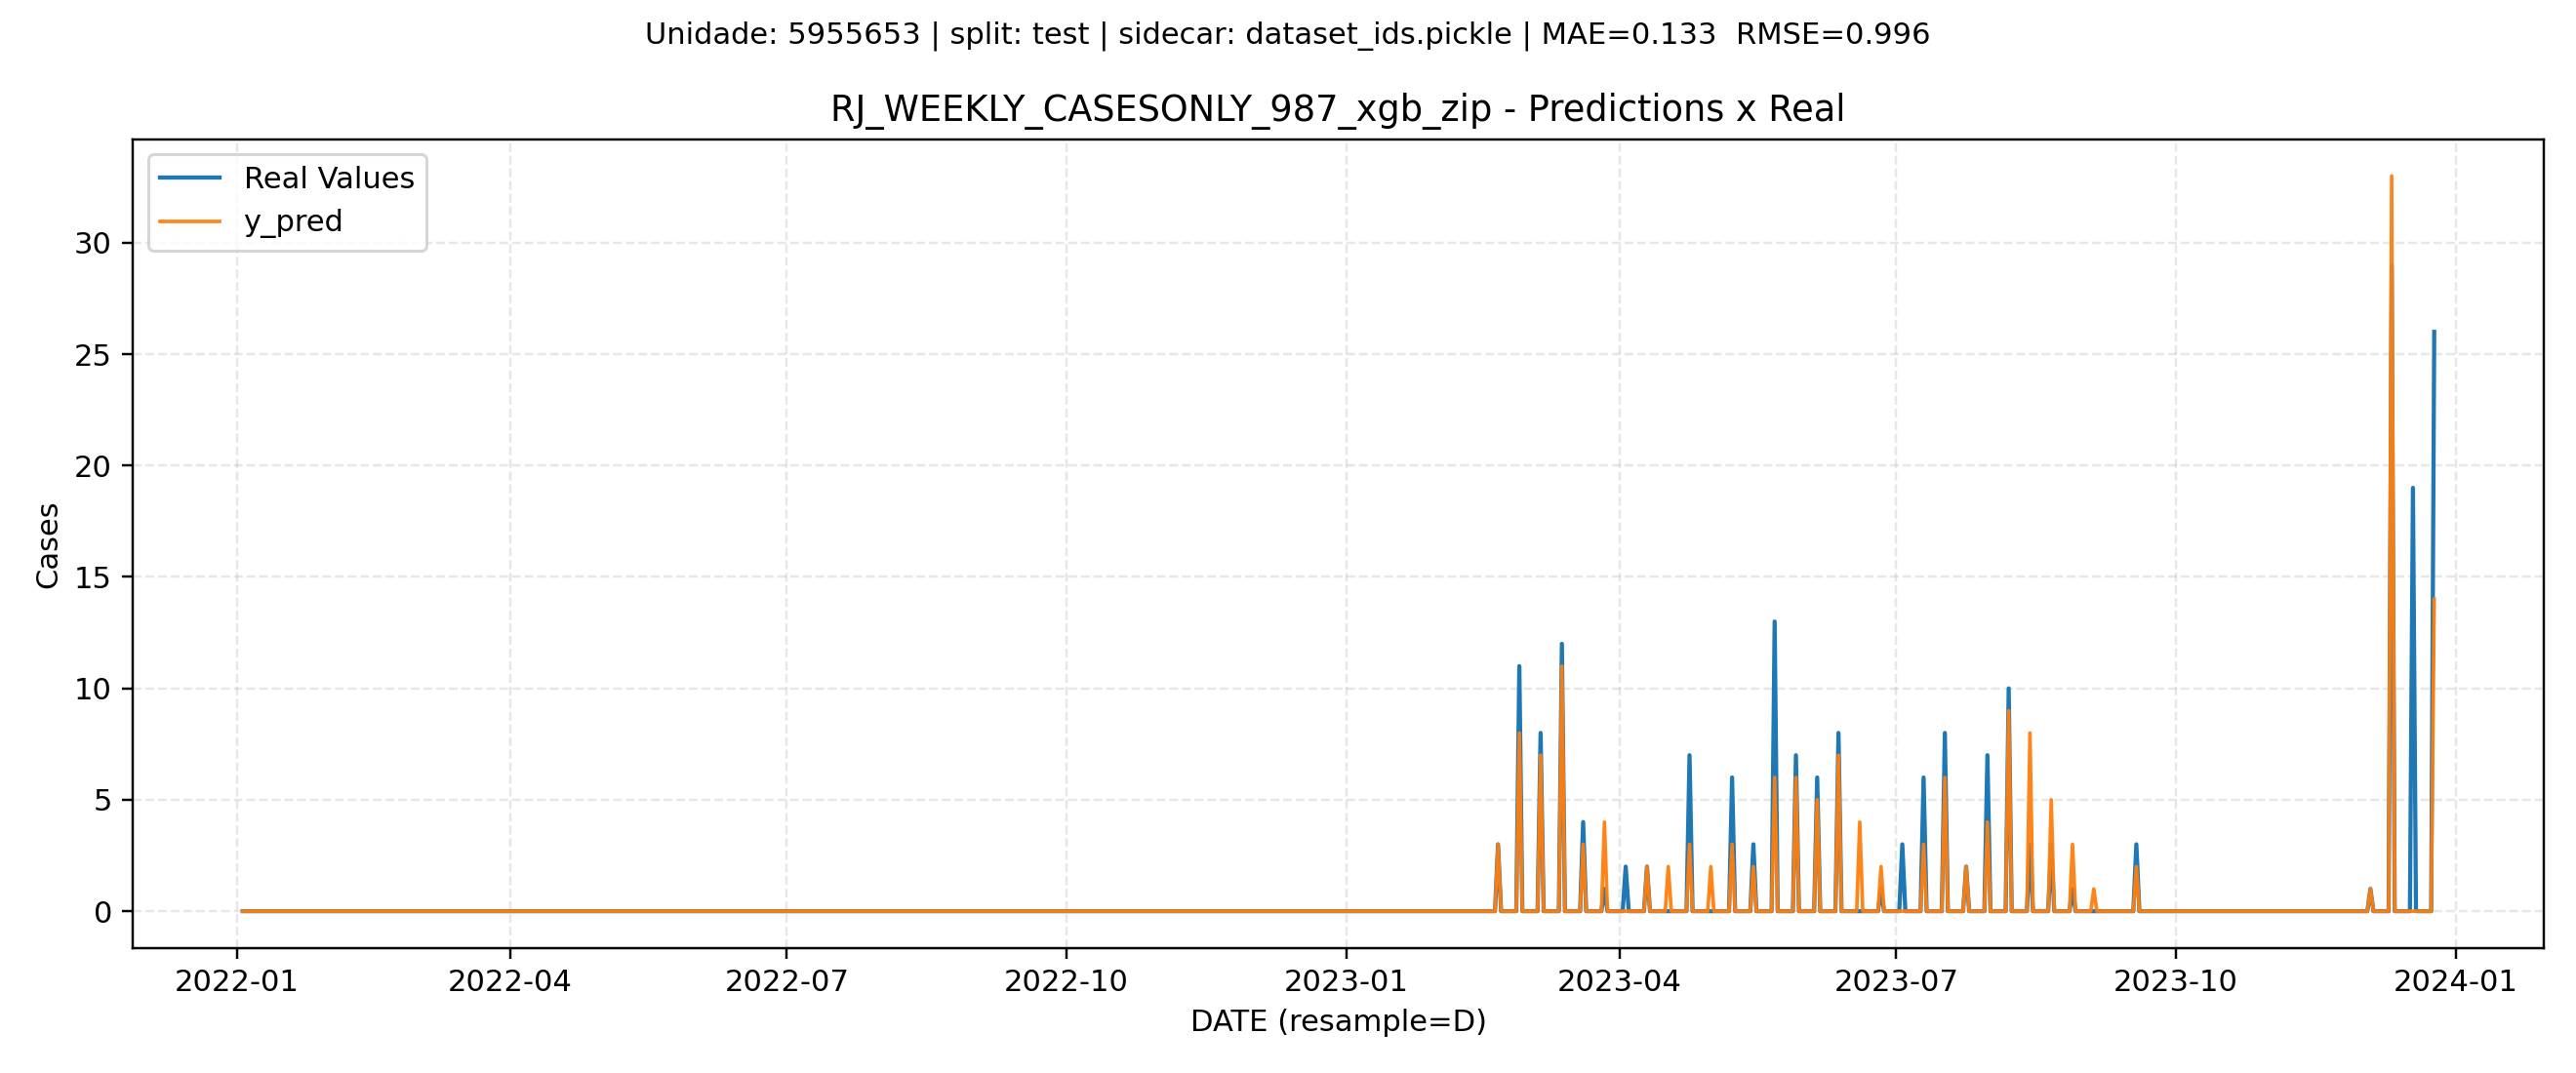 Unidade: 5955653 | split: test | sidecar: dataset_ids.pickle | MAE=0.133  RMSE=0.996
RJ_WEEKLY_CASESONLY_987_xgb_zip - Predictions x Real
Real Values
y_pred
Cases
30
25
20
15
10
5
0
2022-01 2022-04 2022-07 2022-10 2023-01 2023-04 2023-07 2023-10 2024-01
DATE (resample=D)